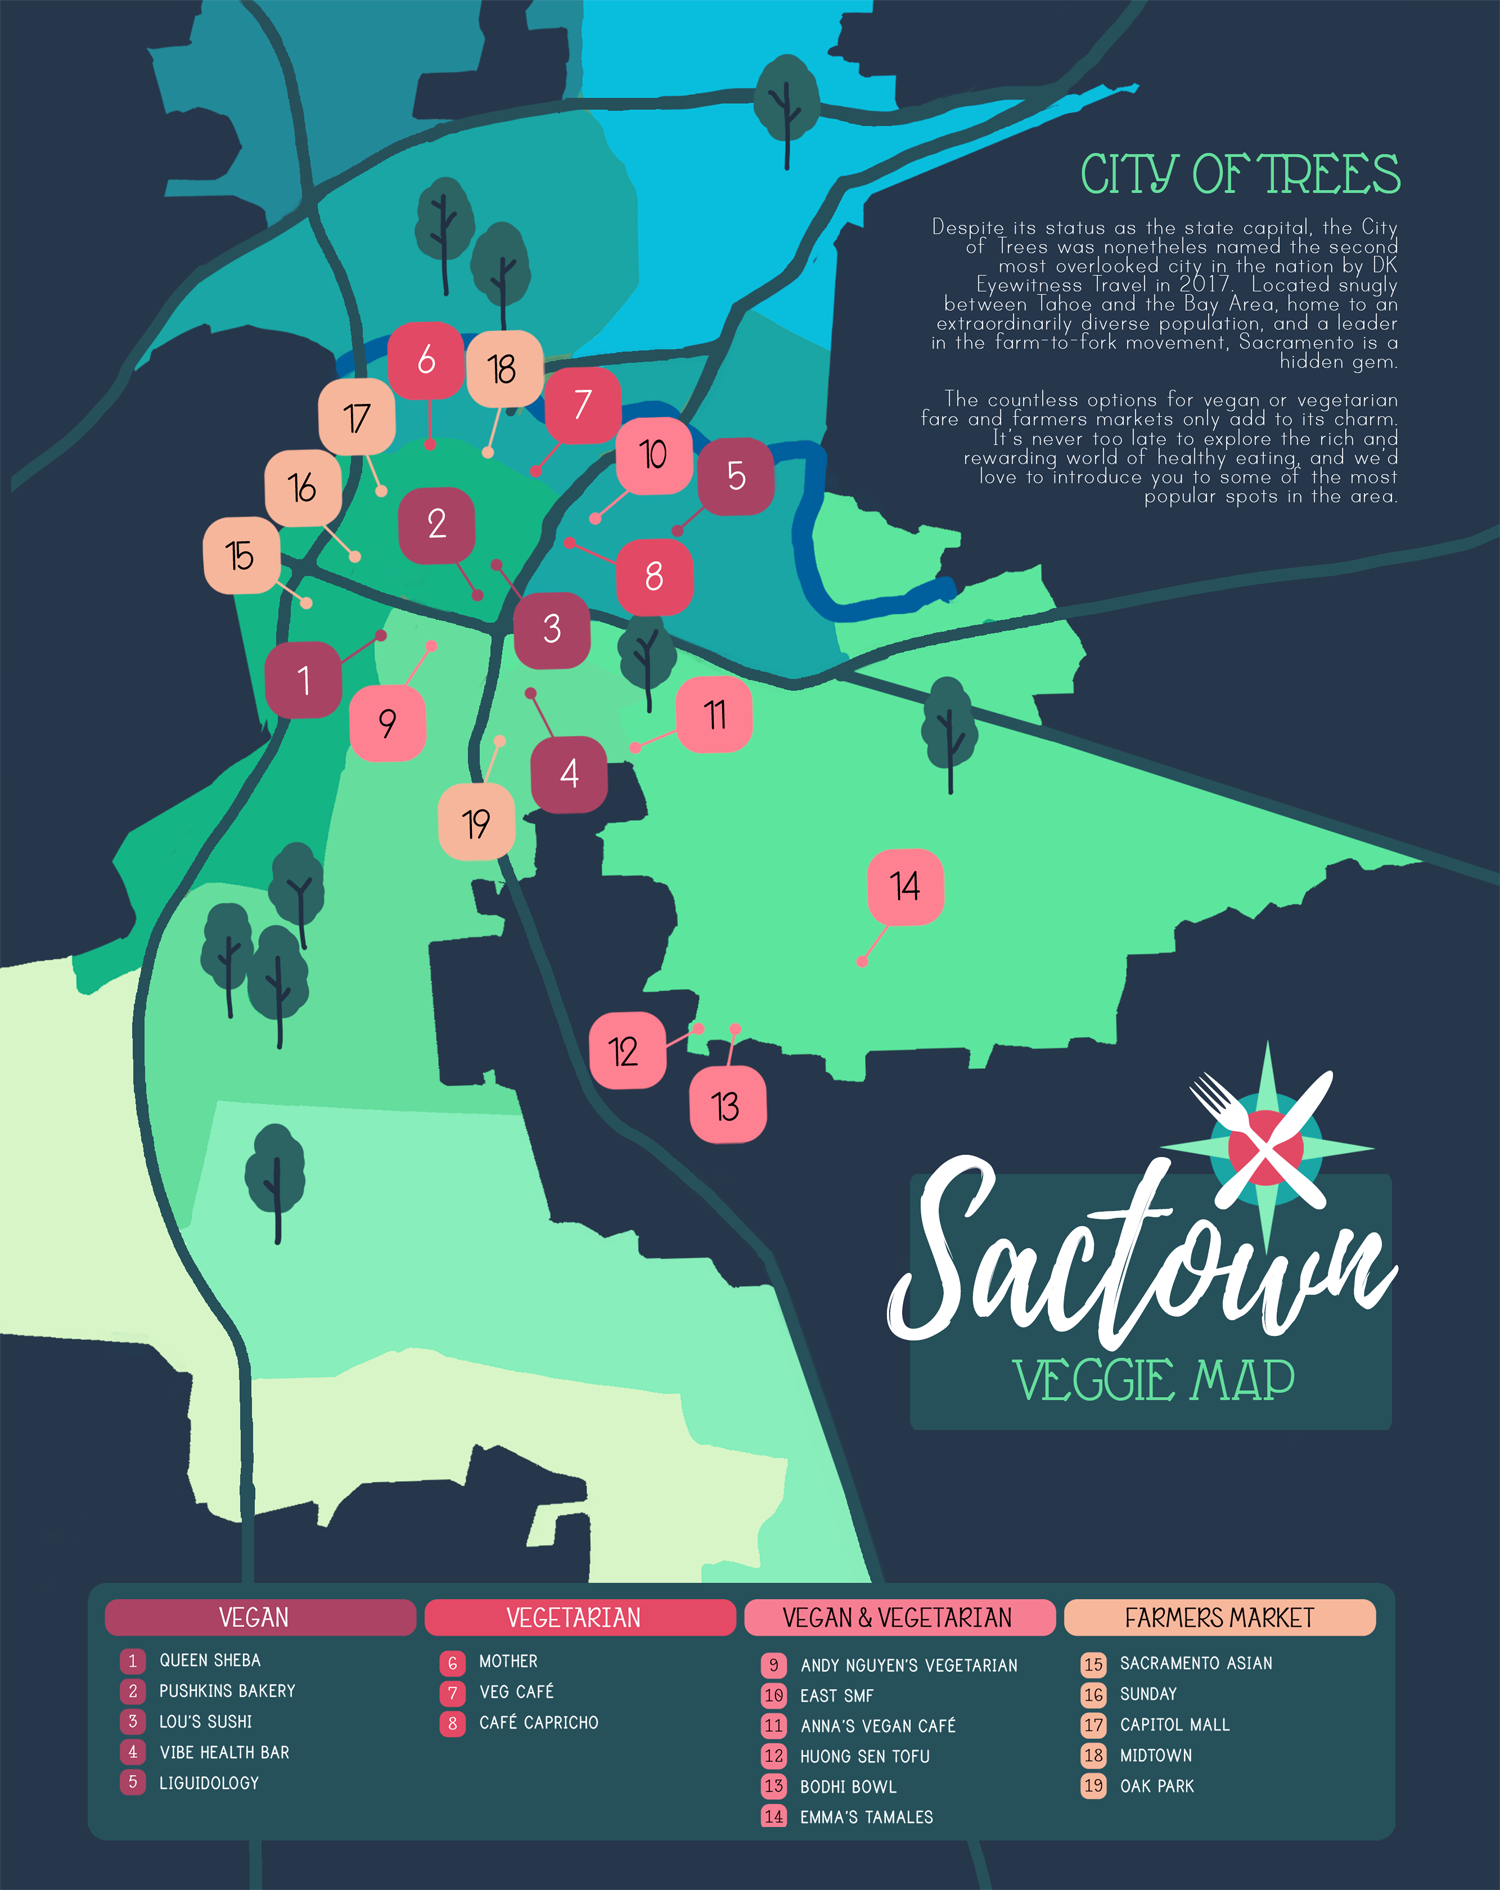 CITY OF TREES
Despite its status as the state capital, the City
of Trees was nonetheles named the second
most overlooked city in the nation by DK
Eyewitness Travel in 2017. Located snugly
between Tahoe and the Bay Area, home to an
extraordinarily diverse population, and a leader
in the farm-to-fork movement, Sacramento is a
hidden gem.
The countless options for vegan or vegetarian
fare and farmers markets only add to its charm.
It's never too late to explore the rich and
rewarding world of healthy eating, and we'd
love to introduce you to some of the most
popular spots in the area.
6
18
7
17
10
5
16
2
15
8
3
1
9
11
4
19
14
12
13
Sactown
VEGGIE MAP
VEGAN
1 QUEEN SHEBA
2 PUSHKINS BAKERY
3 LOU'S SUSHI
4 VIBE HEALTH BAR
5 LIGUIDOLOGY
VEGETARIAN
6 MOTHER
7 VEG CAFÉ
8 CAFÉ CAPRICHO
VEGAN & VEGETARIAN
9 ANDY NGUYEN'S VEGETARIAN
10 EAST SMF
11 ANNA'S VEGAN CAFÉ
12 HUONG SEN TOFU
13 BODHI BOWL
14 EMMA'S TAMALES
FARMERS MARKET
15 SACRAMENTO ASIAN
16 SUNDAY
17 CAPITOL MALL
18 MIDTOWN
19 OAK PARK